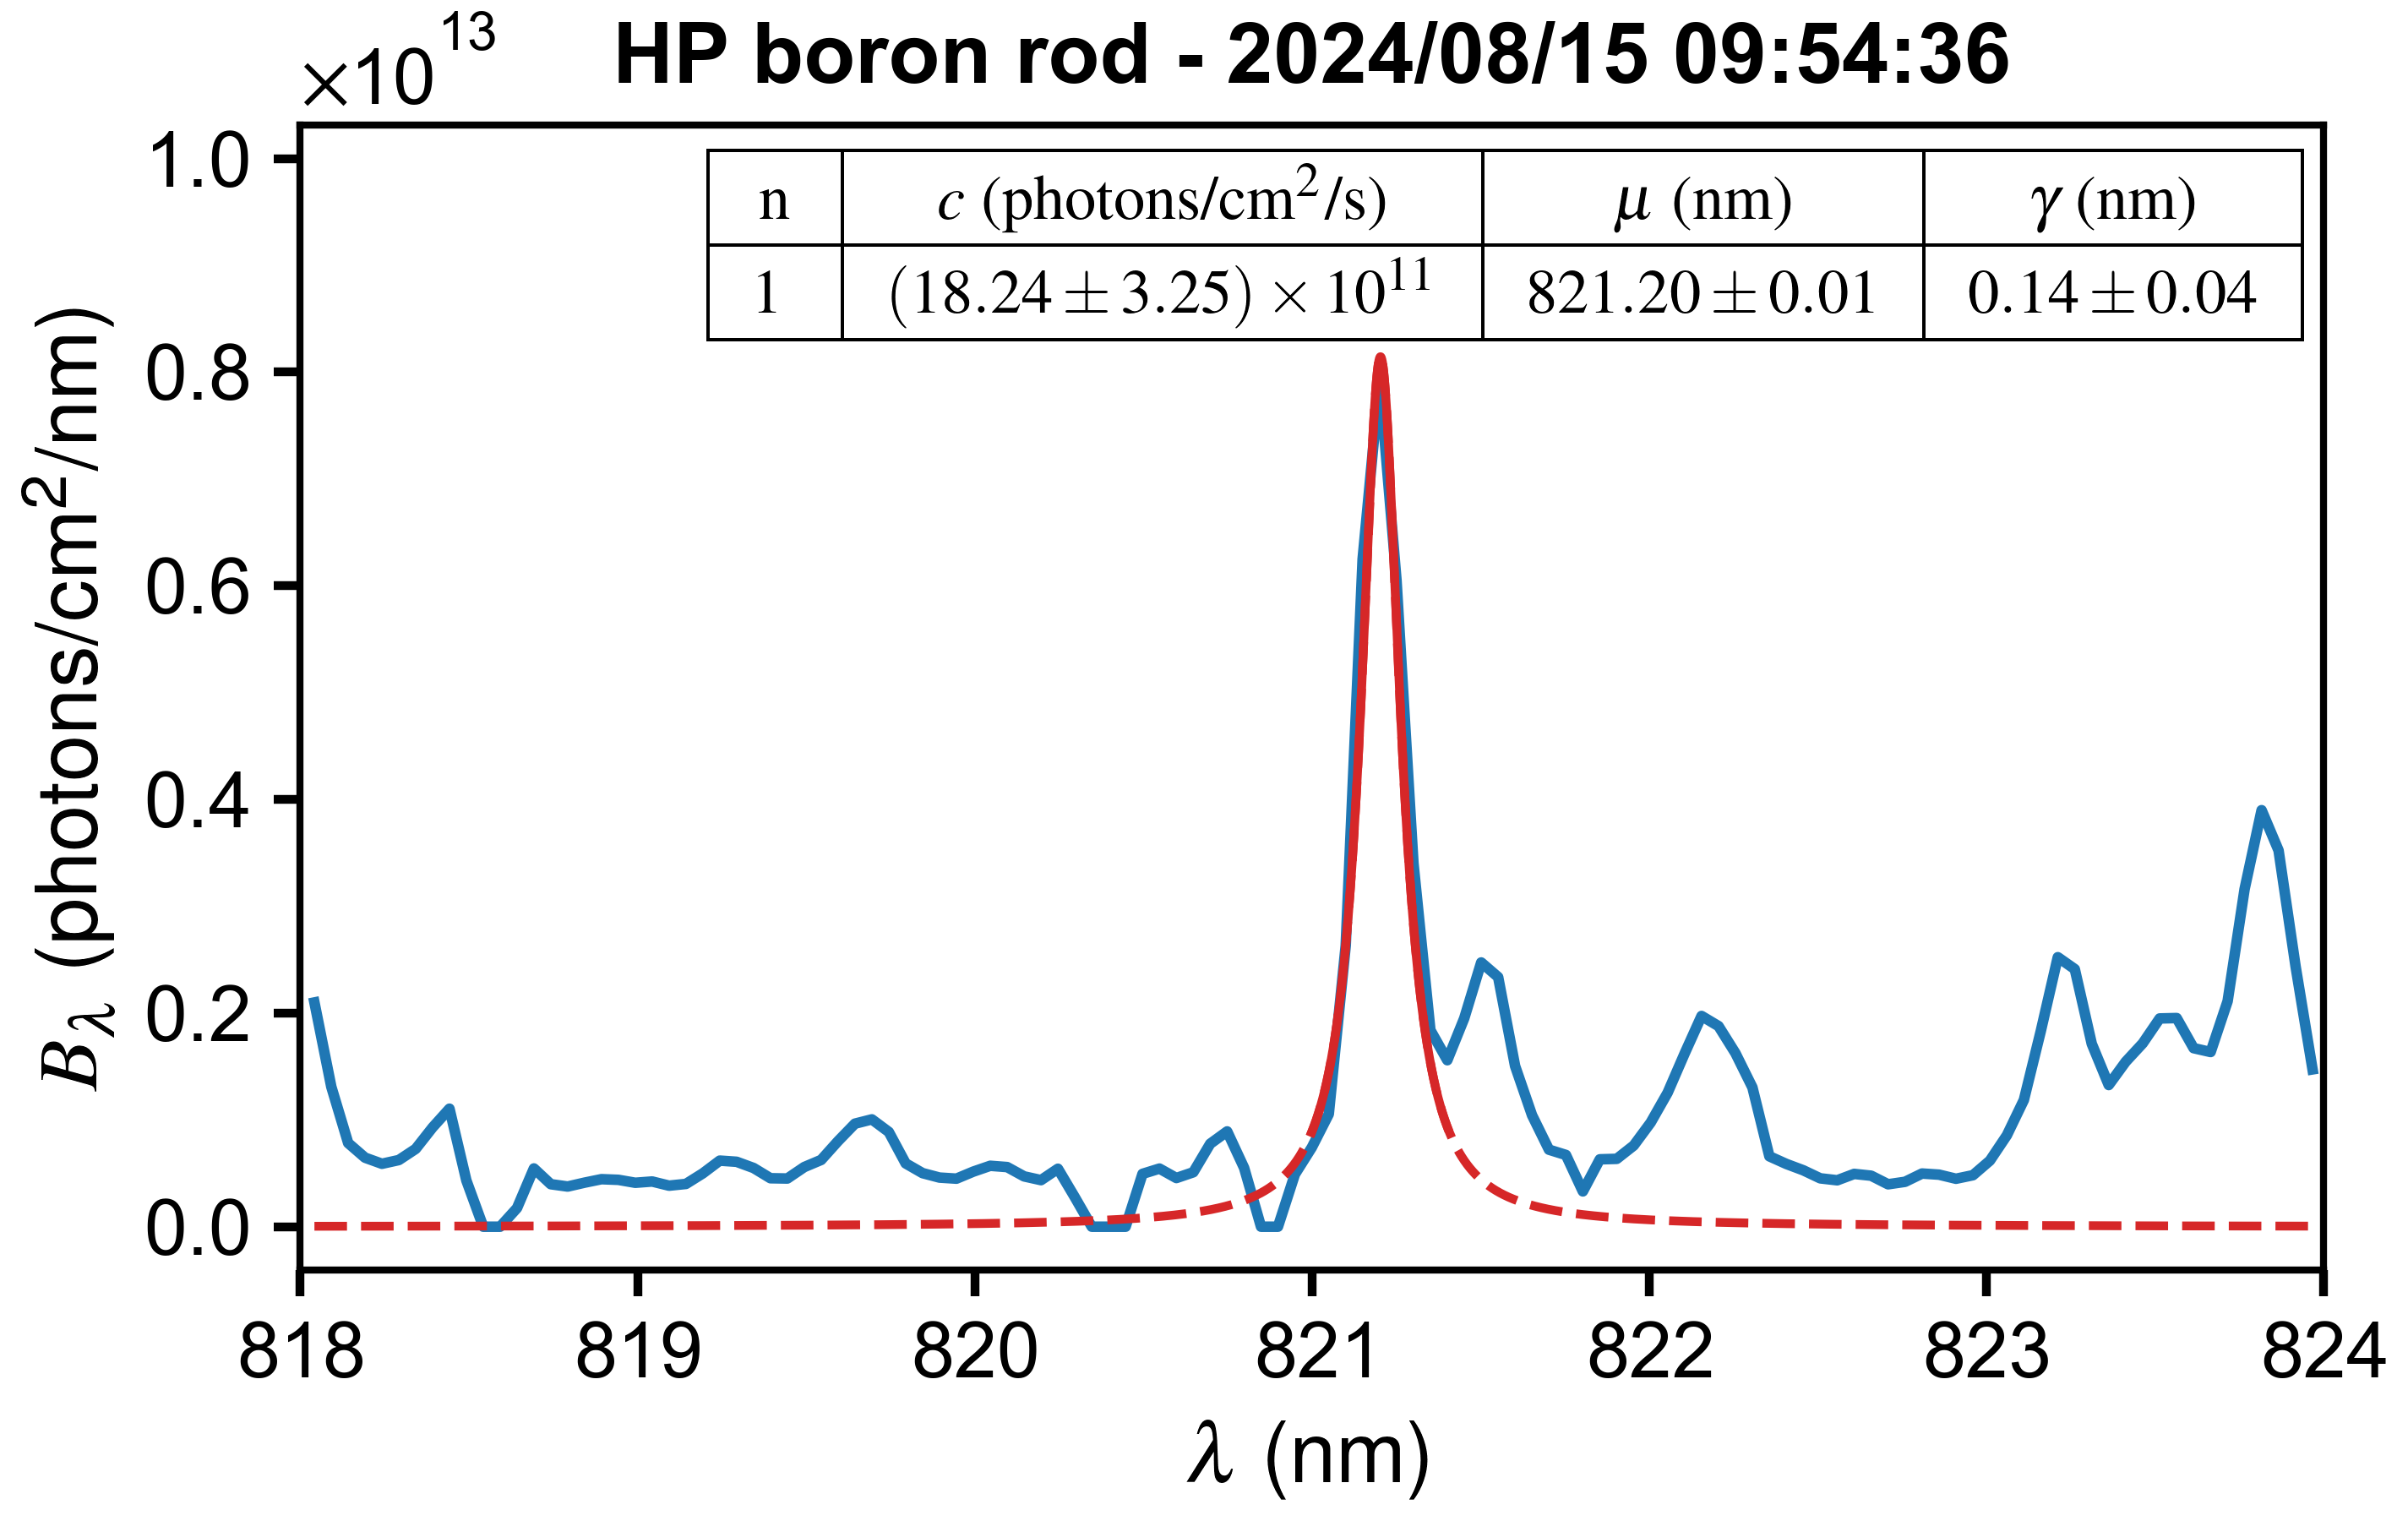 ×10^13
HP boron rod - 2024/08/15 09:54:36
n c (photons/cm²/s) μ (nm) γ (nm)
1 (18.24 ± 3.25) × 10^11 821.20 ± 0.01 0.14 ± 0.04
B_λ (photons/cm²/nm)
1.0
0.8
0.6
0.4
0.2
0.0
818 819 820 821 822 823 824
λ (nm)